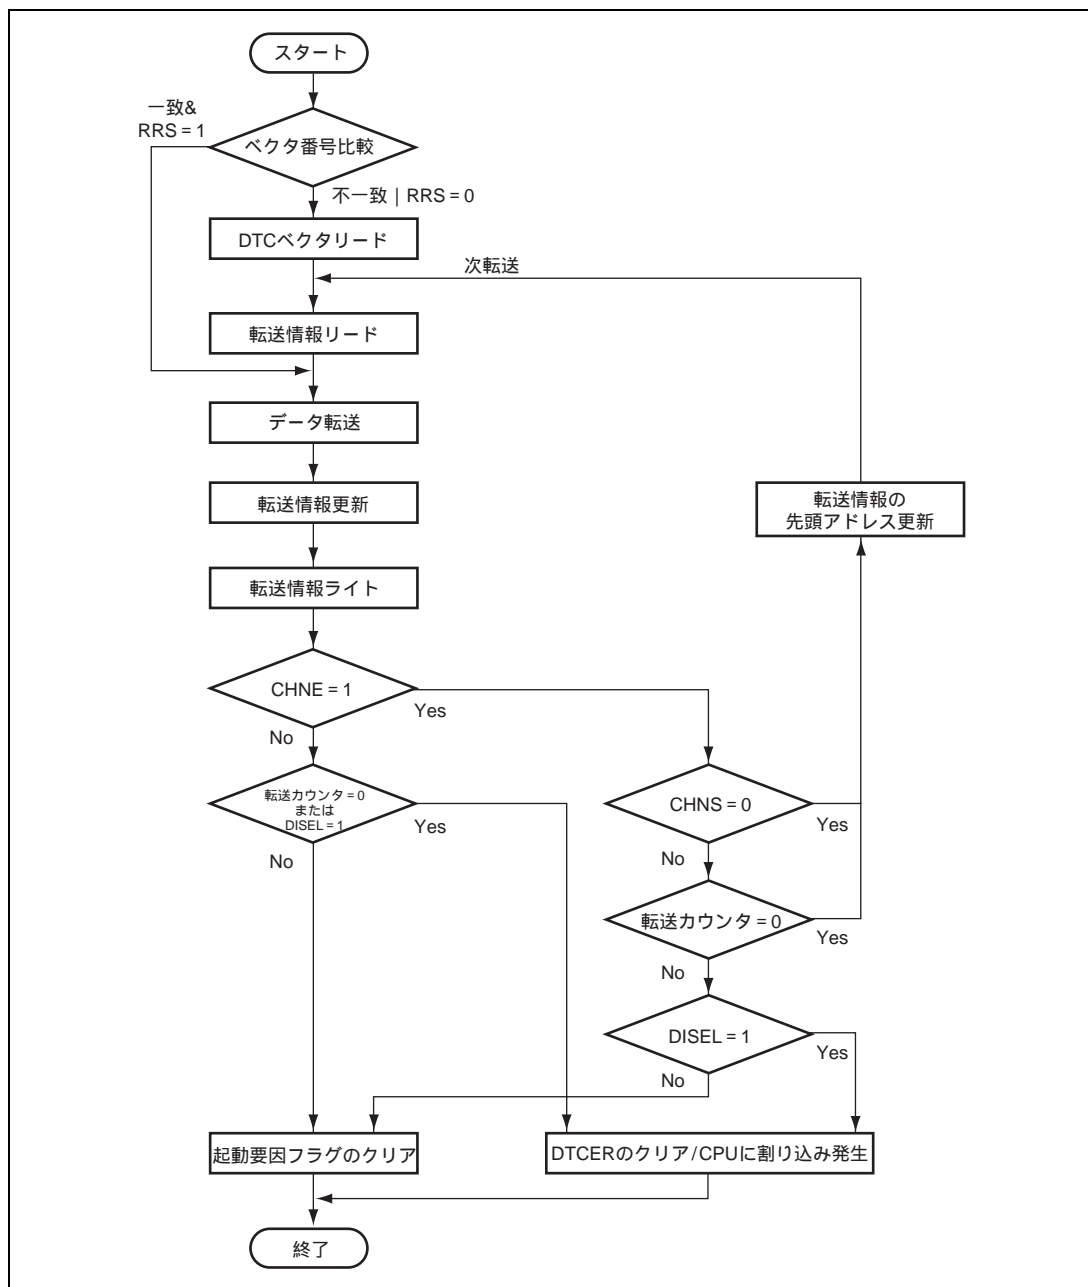 スタート
一致&
RRS = 1
ベクタ番号比較
不一致 | RRS = 0
DTCベクタリード
次転送
転送情報リード
データ転送
転送情報更新
転送情報の
先頭アドレス更新
転送情報ライト
CHNE = 1
Yes
No
転送カウンタ = 0
または
DISEL = 1
Yes
No
CHNS = 0
Yes
No
転送カウンタ = 0
Yes
No
DISEL = 1
Yes
No
起動要因フラグのクリア
DTCERのクリア/CPUに割り込み発生
終了